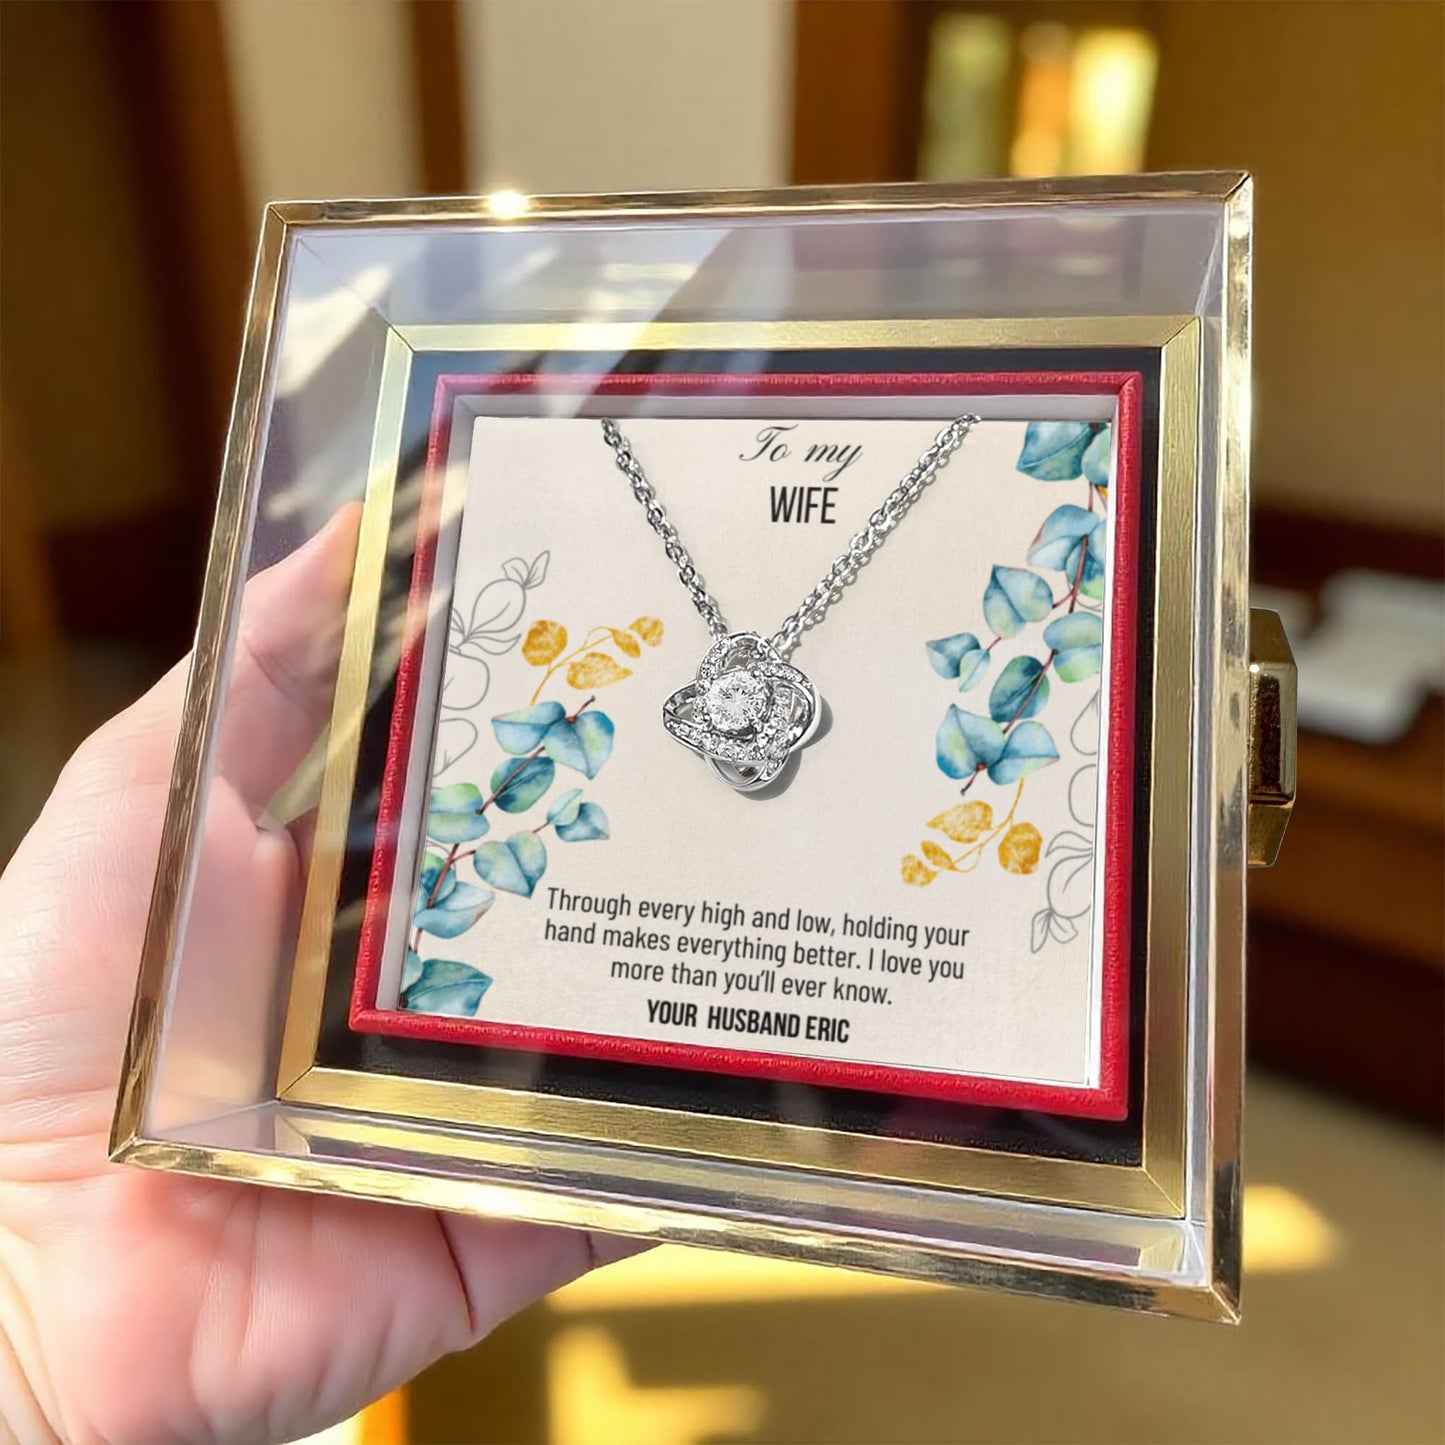 To my
WIFE
Through every high and low, holding your
hand makes everything better. I love you
more than you'll ever know.
YOUR HUSBAND ERIC